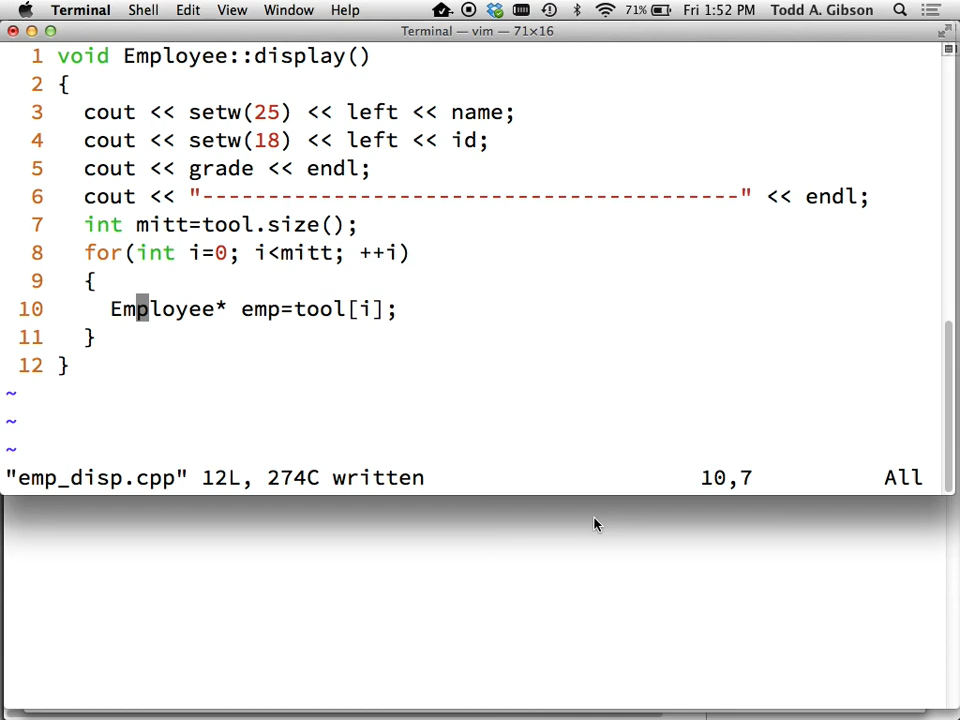 Terminal Shell Edit View Window Help 71% Fri 1:52 PM Todd A. Gibson
Terminal — vim — 71×16
1 void Employee::display()
2 {
3   cout << setw(25) << left << name;
4   cout << setw(18) << left << id;
5   cout << grade << endl;
6   cout << "-----------------------------------------" << endl;
7   int mitt=tool.size();
8   for(int i=0; i<mitt; ++i)
9   {
10     Employee* emp=tool[i];
11   }
12 }
~
~
~
"emp_disp.cpp" 12L, 274C written 10,7 All